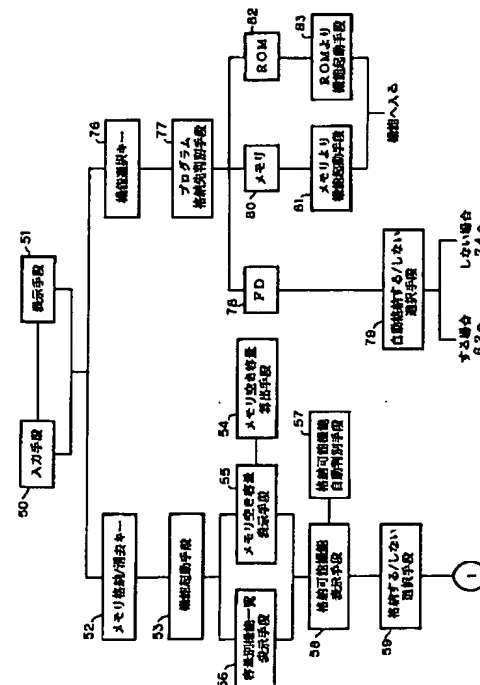 50
入力手段
51
表示手段
52
メモリ格納/消去キー
53
機能起動手段
54
メモリ空き容量
算出手段
55
メモリ空き容量
表示手段
56
容量別機能一覧
表示手段
57
格納可能機能
自動判別手段
58
格納可能機能
表示手段
59
格納する/しない
選択手段
1
76
機能選択キー
77
プログラム
格納先判別手段
78
FD
79
自動格納する/しない
選択手段
する場合
しない場合
80
メモリ
81
メモリより
機能起動手段
82
ROM
83
ROMより
機能起動手段
機能へ入る